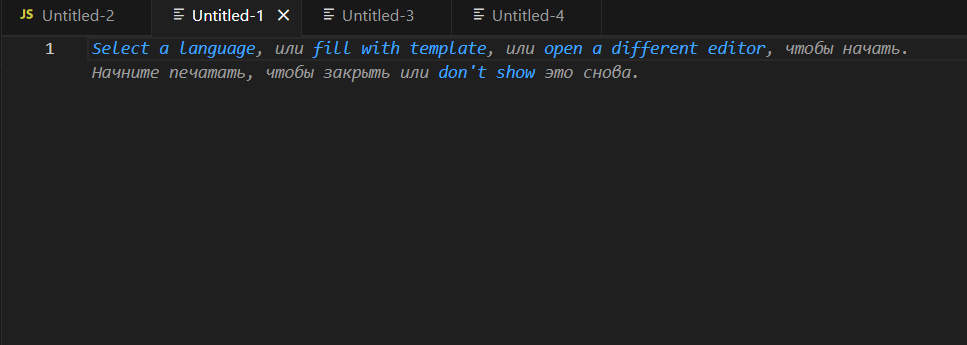 JS Untitled-2 Untitled-1 Untitled-3 Untitled-4
1 Select a language, или fill with template, или open a different editor, чтобы начать.
Начните печатать, чтобы закрыть или don't show это снова.